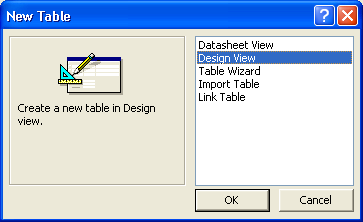 New Table
Create a new table in Design
view.
Datasheet View
Design View
Table Wizard
Import Table
Link Table
OK
Cancel